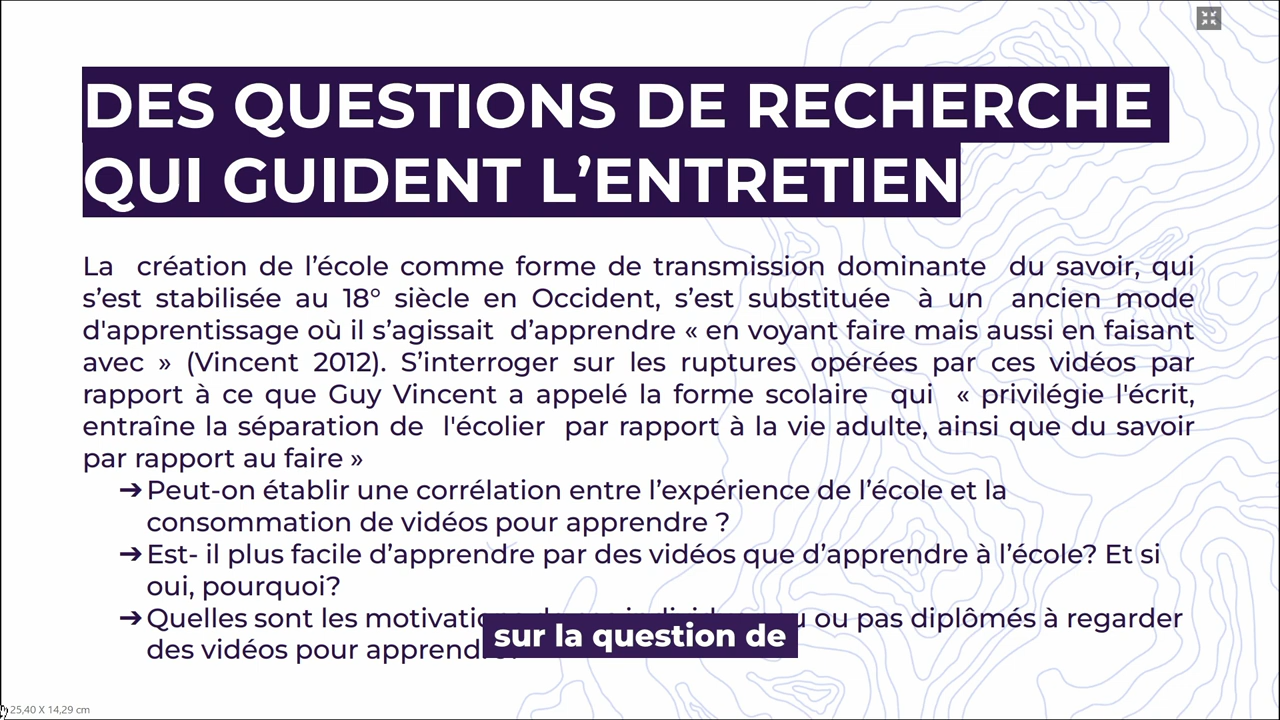 DES QUESTIONS DE RECHERCHE
QUI GUIDENT L’ENTRETIEN
La création de l’école comme forme de transmission dominante du savoir, qui
s’est stabilisée au 18° siècle en Occident, s’est substituée à un ancien mode
d'apprentissage où il s’agissait d’apprendre « en voyant faire mais aussi en faisant
avec » (Vincent 2012). S’interroger sur les ruptures opérées par ces vidéos par
rapport à ce que Guy Vincent a appelé la forme scolaire qui « privilégie l'écrit,
entraîne la séparation de l'écolier par rapport à la vie adulte, ainsi que du savoir
par rapport au faire »
➔Peut-on établir une corrélation entre l’expérience de l’école et la
consommation de vidéos pour apprendre ?
➔Est- il plus facile d’apprendre par des vidéos que d’apprendre à l’école? Et si
oui, pourquoi?
➔Quelles sont les ou pas diplômés à regarder
des vidéos pour
sur la question de
25,40 X 14,29 cm